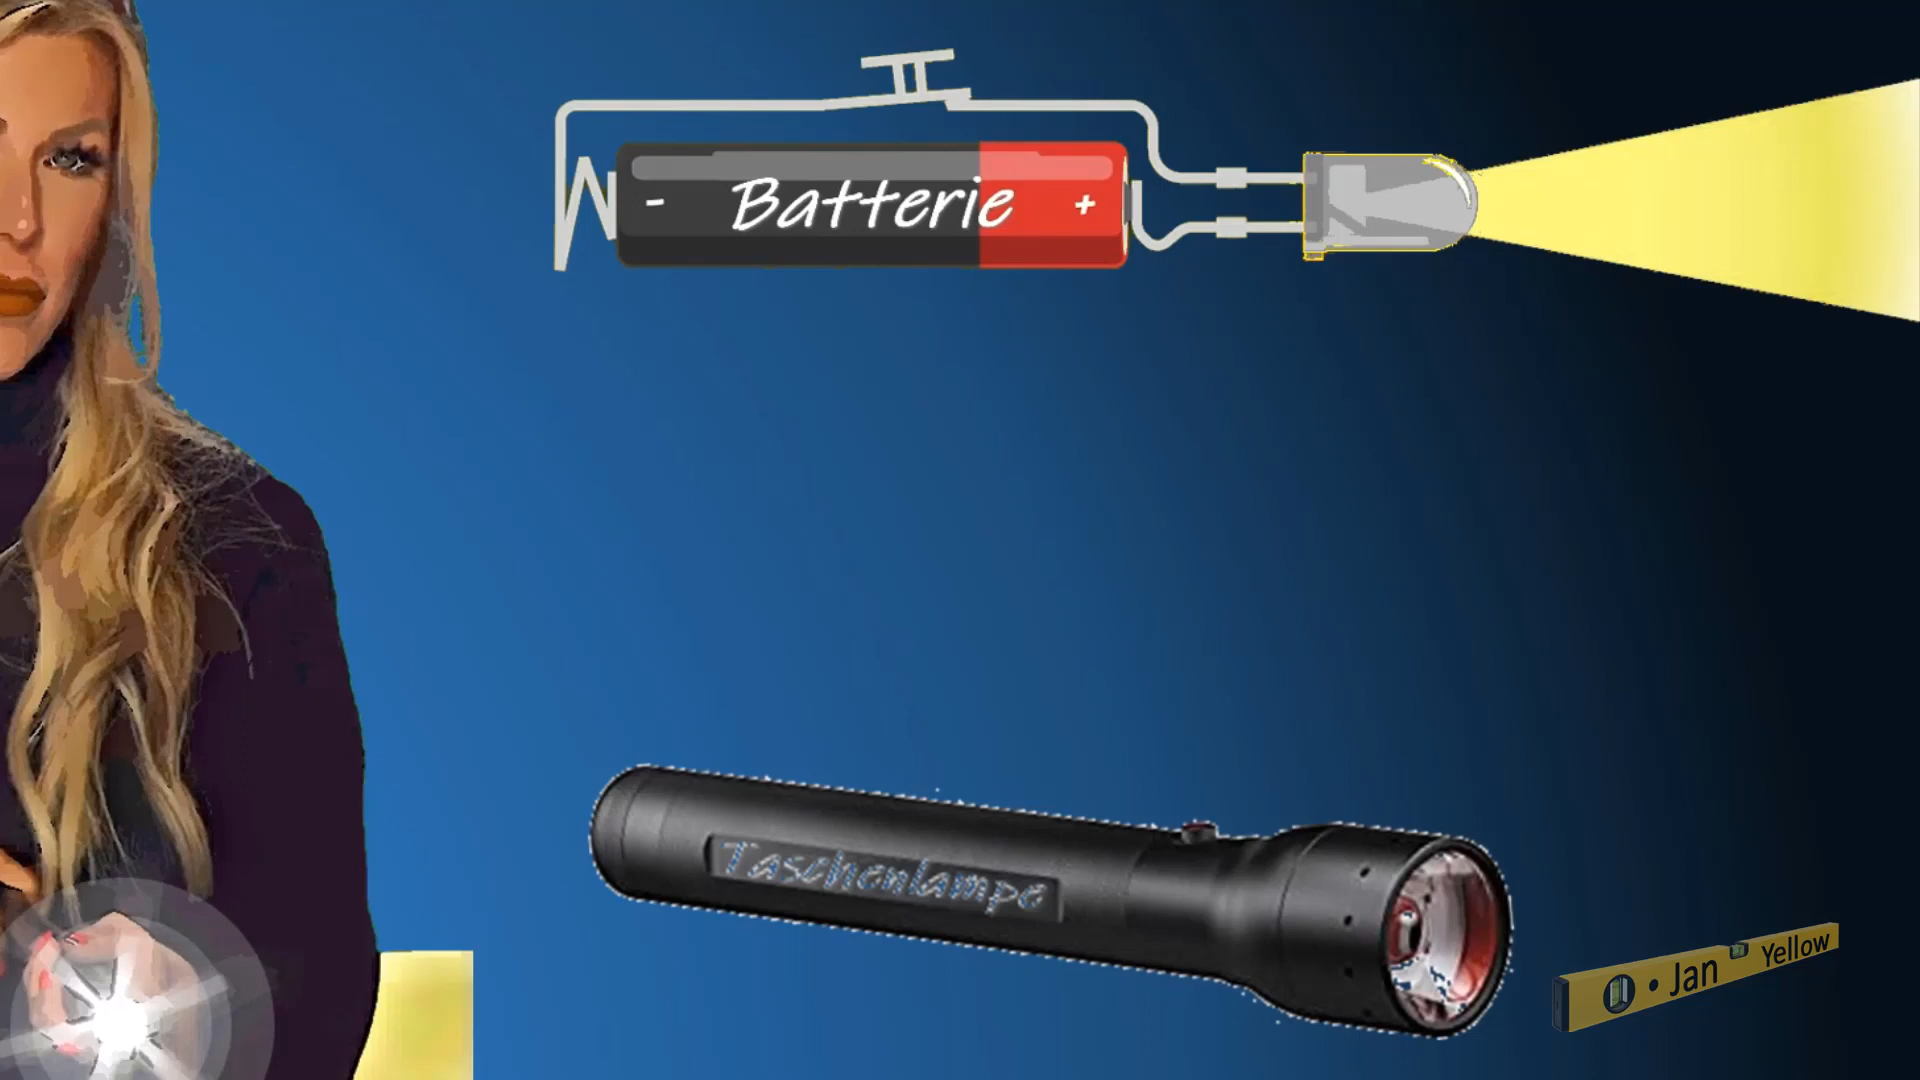 - Batterie +
Taschenlampe
• Jan Yellow